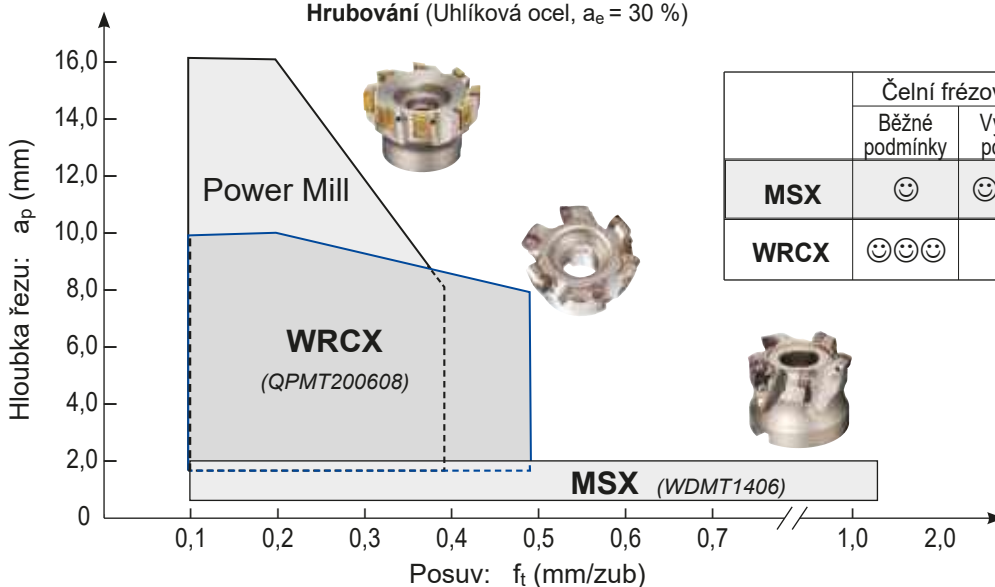 Hrubování (Uhlíková ocel, aₑ = 30 %)
Hloubka řezu: aₚ (mm)
16,0
14,0
12,0
10,0
8,0
6,0
4,0
2,0
0
Power Mill
WRCX
(QPMT200608)
MSX (WDMT1406)
0,1 0,2 0,3 0,4 0,5 0,6 0,7 1,0 2,0
Posuv: fₜ (mm/zub)
Čelní frézov
Běžné
podmínky
Vý
po
MSX ☺ ☺
WRCX ☺☺☺